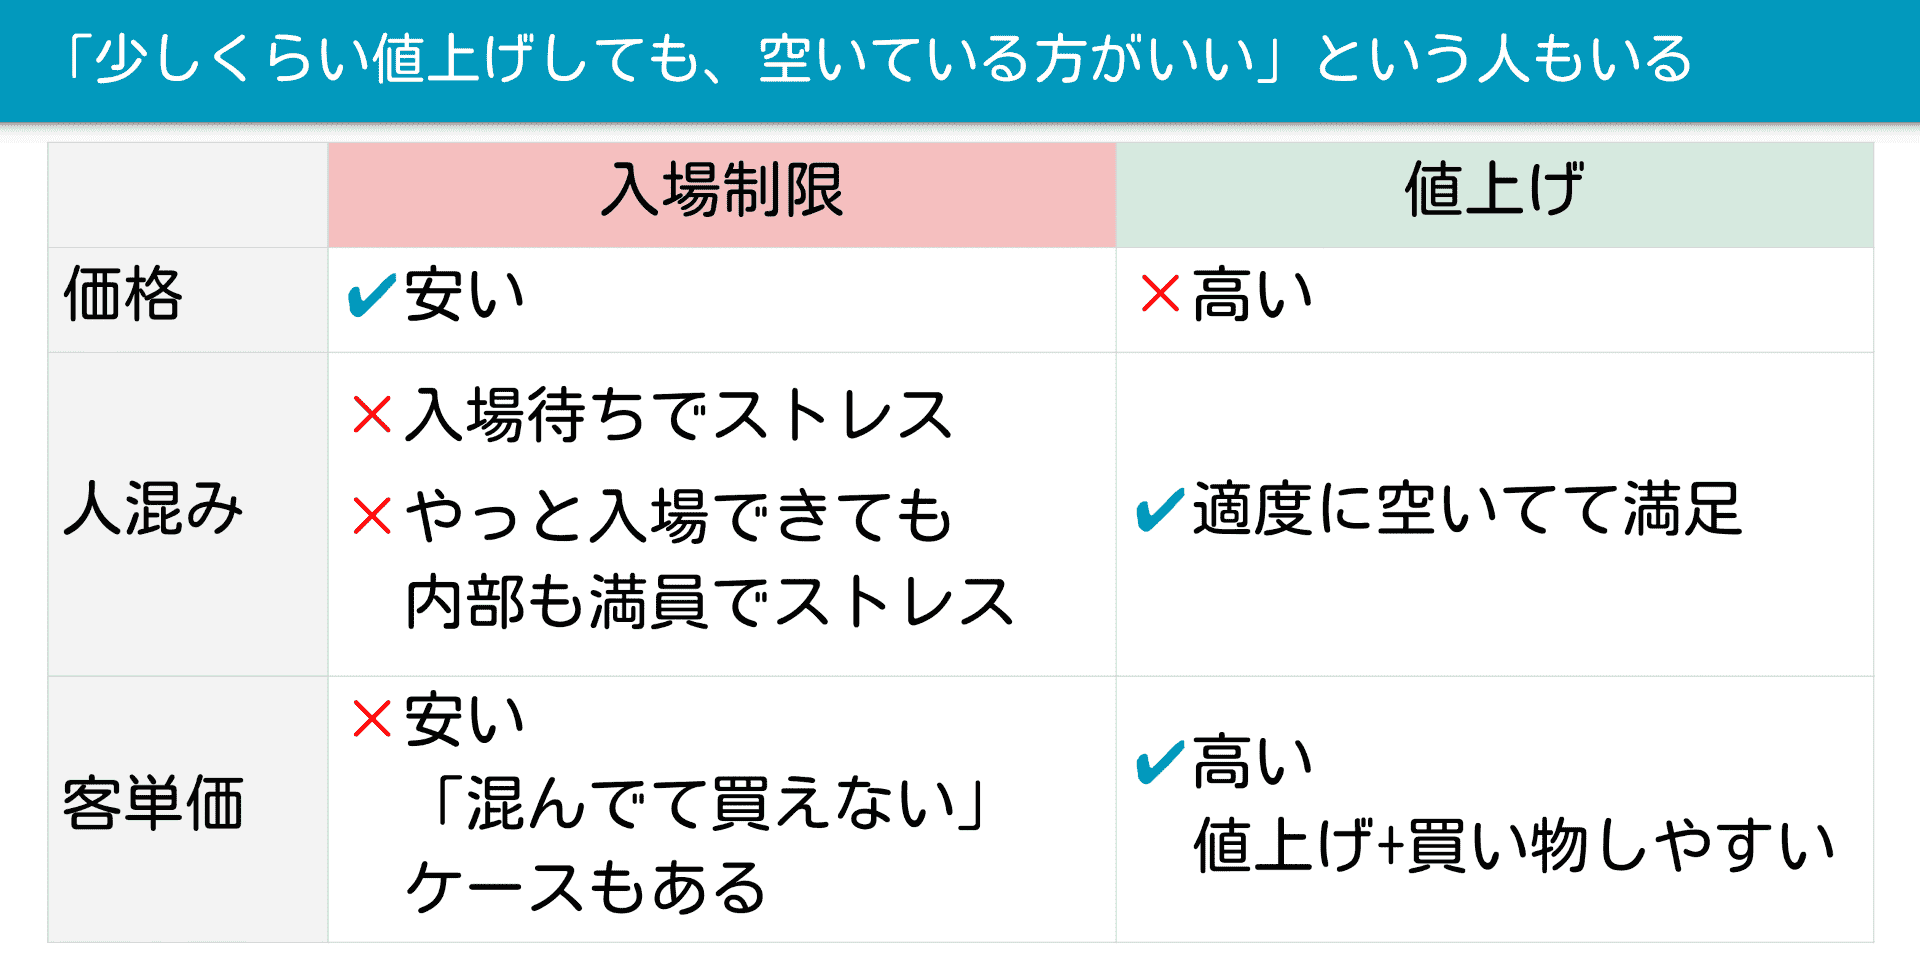 「少しくらい値上げしても、空いている方がいい」という人もいる
入場制限
値上げ
価格
✔安い
×高い
人混み
×入場待ちでストレス
×やっと入場できても
内部も満員でストレス
✔適度に空いてて満足
客単価
×安い
「混んでて買えない」
ケースもある
✔高い
値上げ+買い物しやすい